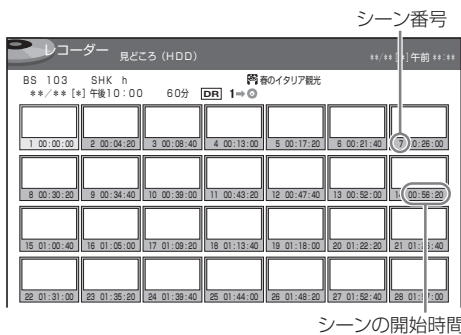 シーン番号
レコーダー 見どころ(HDD) **/**[*]午前**:**
BS 103 SHK h 春のイタリア観光
**/**[*]午後10:00 60分 DR 1➡◎
1 00:00:00 2 00:04:20 3 00:08:40 4 00:13:00 5 00:17:20 6 00:21:40 7
8 00:30:20 9 00:34:40 10 00:39:00 11 00:43:20 12 00:47:40 13 00:52:00 14 00:56:20
15 01:00:40 16 01:05:00 17 01:09:20 18 01:13:40 19 01:18:00 20 01:22:20 21
22 01:31:00 23 01:35:20 24 01:39:40 25 01:44:00 26 01:48:20 27 01:52:40 28
シーンの開始時間